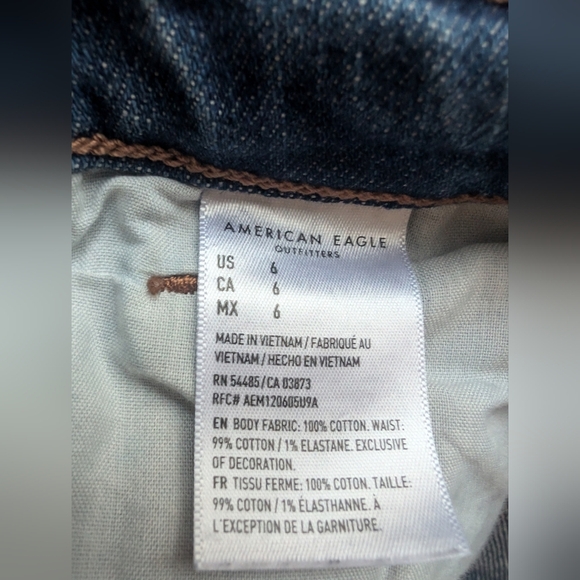 AMERICAN EAGLE
OUTFITTERS
US 6
CA 6
MX 6
MADE IN VIETNAM / FABRIQUÉ AU
VIETNAM / HECHO EN VIETNAM
RN 54485/CA 03873
RFC# AEM120605U9A
EN BODY FABRIC: 100% COTTON. WAIST:
99% COTTON / 1% ELASTANE. EXCLUSIVE
OF DECORATION.
FR TISSU FERME: 100% COTON. TAILLE:
99% COTON / 1% ÉLASTHANNE. À
L'EXCEPTION DE LA GARNITURE.